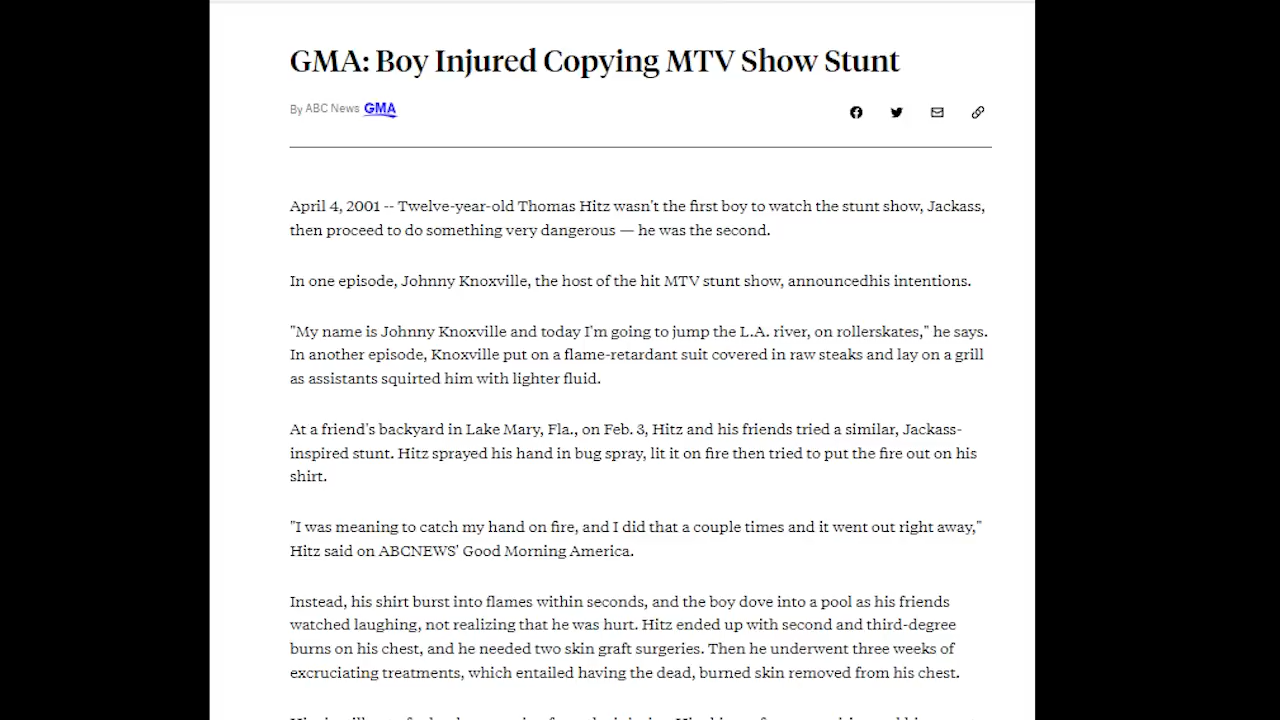 GMA: Boy Injured Copying MTV Show Stunt
By ABC News GMA
April 4, 2001 -- Twelve-year-old Thomas Hitz wasn't the first boy to watch the stunt show, Jackass,
then proceed to do something very dangerous — he was the second.
In one episode, Johnny Knoxville, the host of the hit MTV stunt show, announcedhis intentions.
"My name is Johnny Knoxville and today I'm going to jump the L.A. river, on rollerskates," he says.
In another episode, Knoxville put on a flame-retardant suit covered in raw steaks and lay on a grill
as assistants squirted him with lighter fluid.
At a friend's backyard in Lake Mary, Fla., on Feb. 3, Hitz and his friends tried a similar, Jackass-
inspired stunt. Hitz sprayed his hand in bug spray, lit it on fire then tried to put the fire out on his
shirt.
"I was meaning to catch my hand on fire, and I did that a couple times and it went out right away,"
Hitz said on ABCNEWS' Good Morning America.
Instead, his shirt burst into flames within seconds, and the boy dove into a pool as his friends
watched laughing, not realizing that he was hurt. Hitz ended up with second and third-degree
burns on his chest, and he needed two skin graft surgeries. Then he underwent three weeks of
excruciating treatments, which entailed having the dead, burned skin removed from his chest.